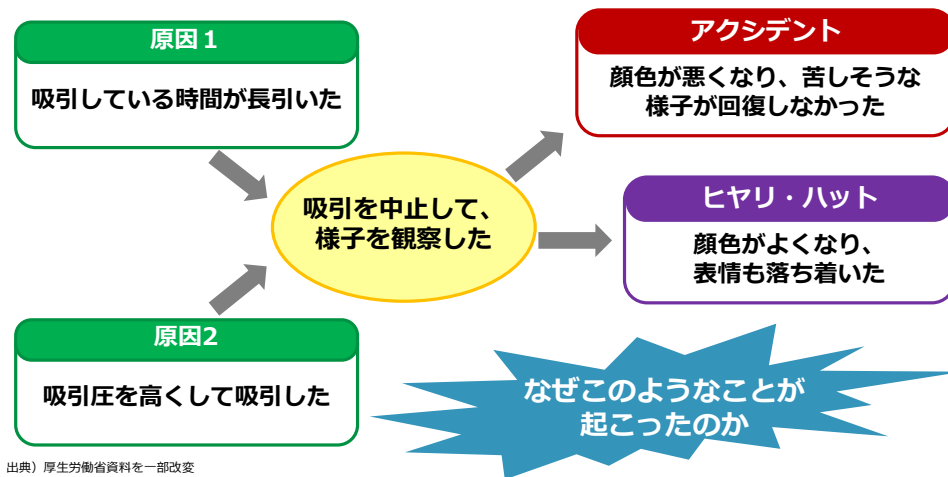 原因1
吸引している時間が長引いた
アクシデント
顔色が悪くなり、苦しそうな
様子が回復しなかった
吸引を中止して、
様子を観察した
ヒヤリ・ハット
顔色がよくなり、
表情も落ち着いた
原因2
吸引圧を高くして吸引した
なぜこのようなことが
起こったのか
出典）厚生労働省資料を一部改変